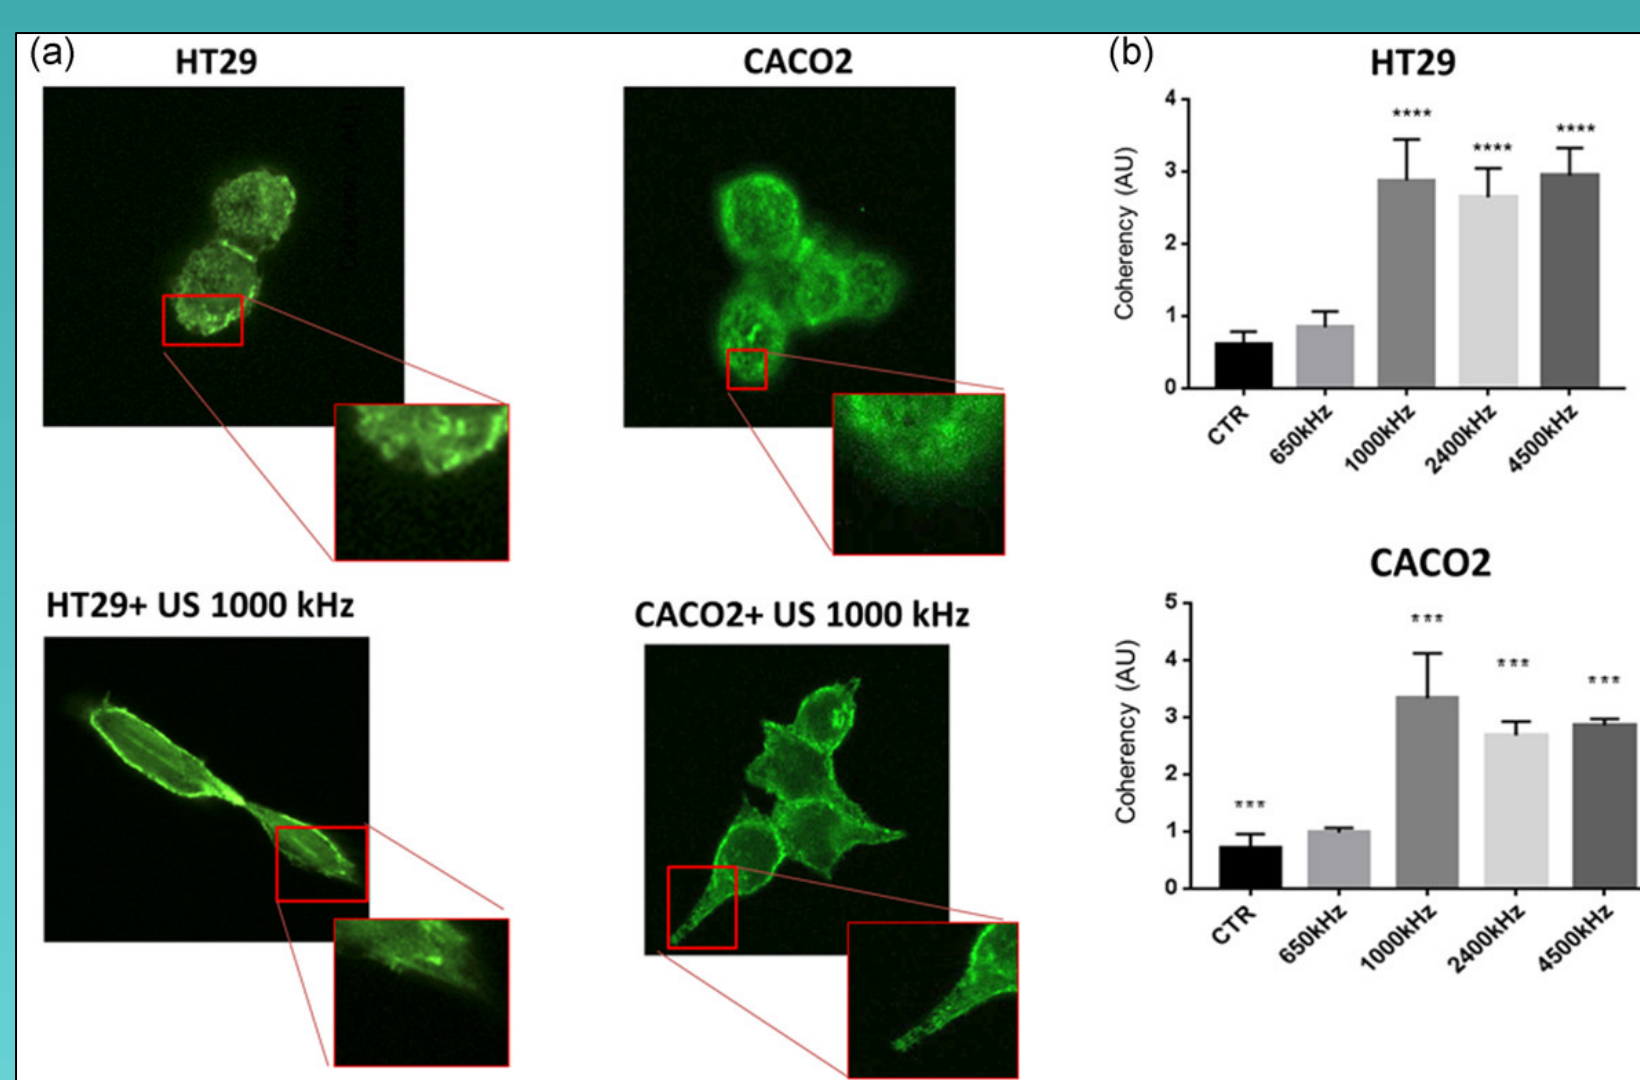 (a)
HT29
CACO2
HT29+ US 1000 kHz
CACO2+ US 1000 kHz
(b)
HT29
Coherency (AU)
4
3
2
1
0
****
****
****
CTR
650kHz
1000kHz
2400kHz
4500kHz
CACO2
Coherency (AU)
5
4
3
2
1
0
***
***
***
***
CTR
650kHz
1000kHz
2400kHz
4500kHz